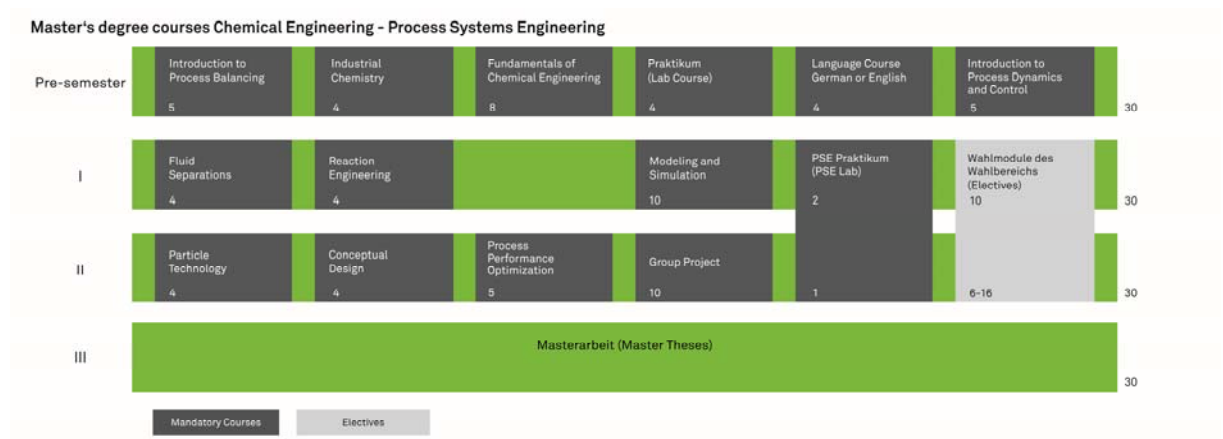 Master's degree courses Chemical Engineering - Process Systems Engineering
Pre-semester
Introduction to
Process Balancing
5
Industrial
Chemistry
4
Fundamentals of
Chemical Engineering
8
Praktikum
(Lab Course)
4
Language Course
German or English
4
Introduction to
Process Dynamics
and Control
5
30
I
Fluid
Separations
4
Reaction
Engineering
4
Modeling and
Simulation
10
PSE Praktikum
(PSE Lab)
2
Wahlmodule des
Wahlbereichs
(Electives)
10
30
II
Particle
Technology
4
Conceptual
Design
4
Process
Performance
Optimization
5
Group Project
10
1
6-16
30
III
Masterarbeit (Master Theses)
30
Mandatory Courses
Electives